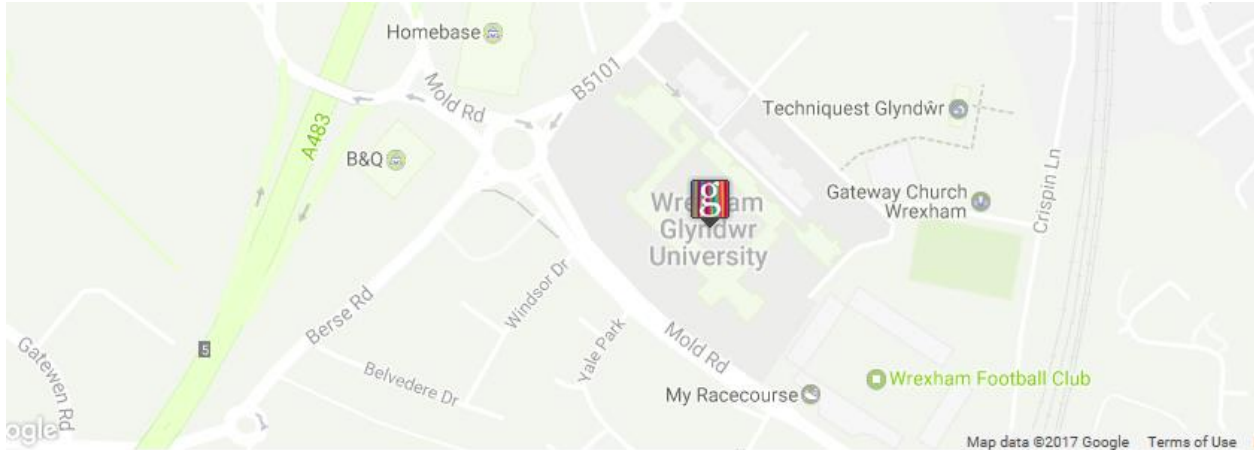 Homebase
B5101
Mold Rd
A483
B&Q
Techniquest Glyndŵr
Gateway Church
Wrexham
Crispin Ln
g
Wrexham
Glyndwr
University
Windsor Dr
Berse Rd
5
Gatewen Rd
Belvedere Dr
Yale Park
Mold Rd
Wrexham Football Club
My Racecourse
ogle
Map data ©2017 Google Terms of Use